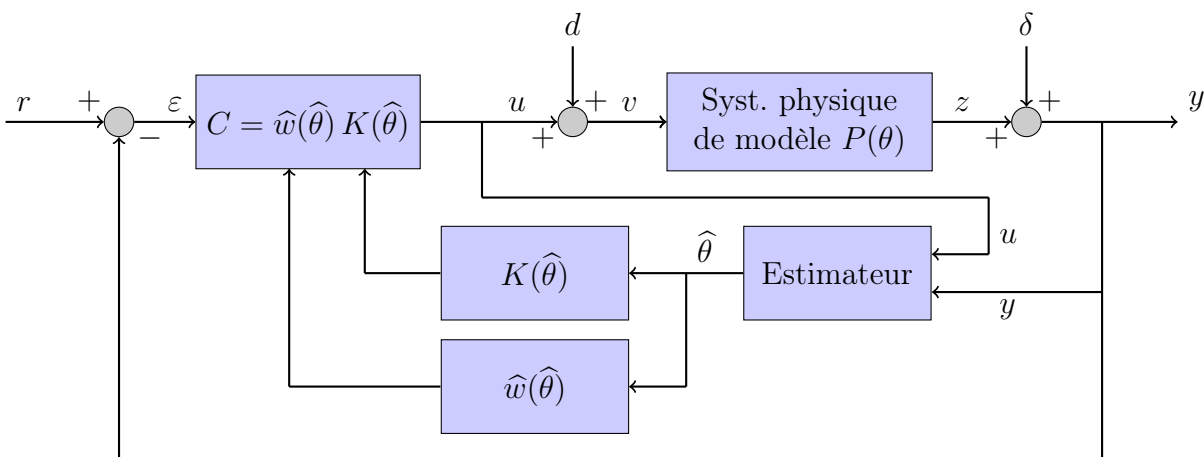 d
δ
r
+
−
ε
C = ŵ(θ̂) K(θ̂)
u
+
+
v
Syst. physique
de modèle P(θ)
z
+
+
y
K(θ̂)
θ̂
Estimateur
u
y
ŵ(θ̂)